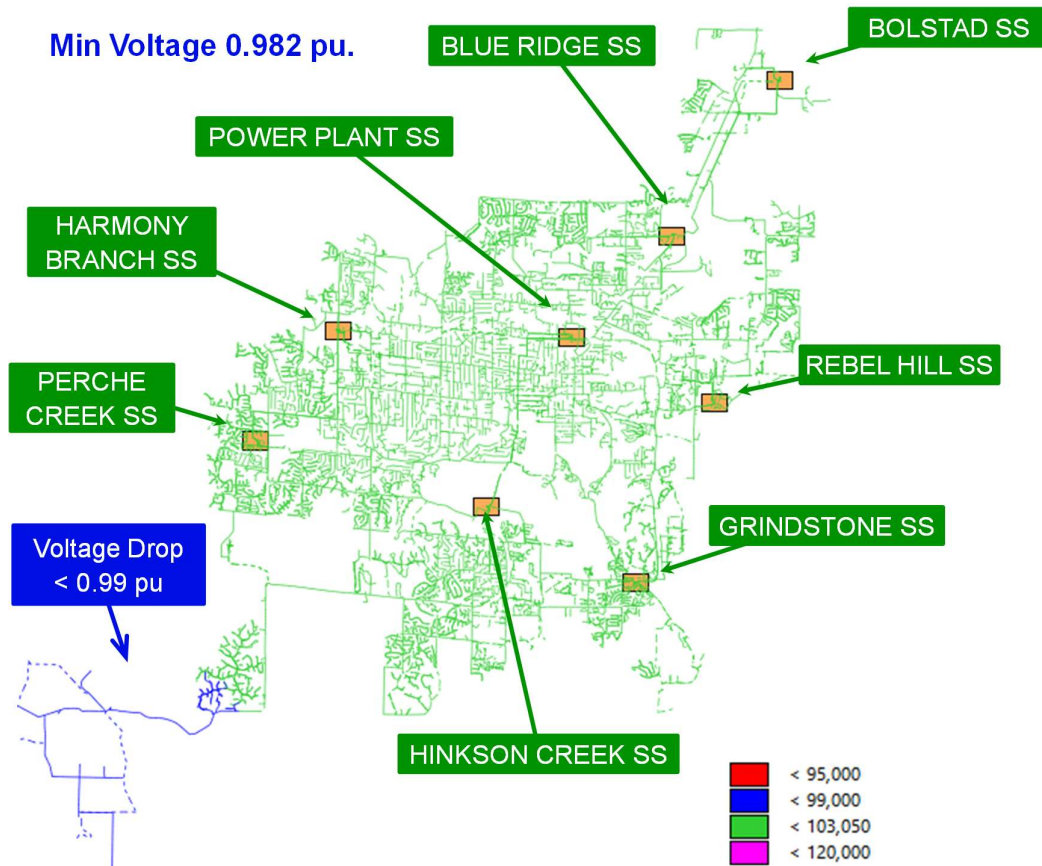 Min Voltage 0.982 pu.
BLUE RIDGE SS
BOLSTAD SS
POWER PLANT SS
HARMONY
BRANCH SS
PERCHE
CREEK SS
REBEL HILL SS
Voltage Drop
< 0.99 pu
GRINDSTONE SS
HINKSON CREEK SS
< 95,000
< 99,000
< 103,050
< 120,000